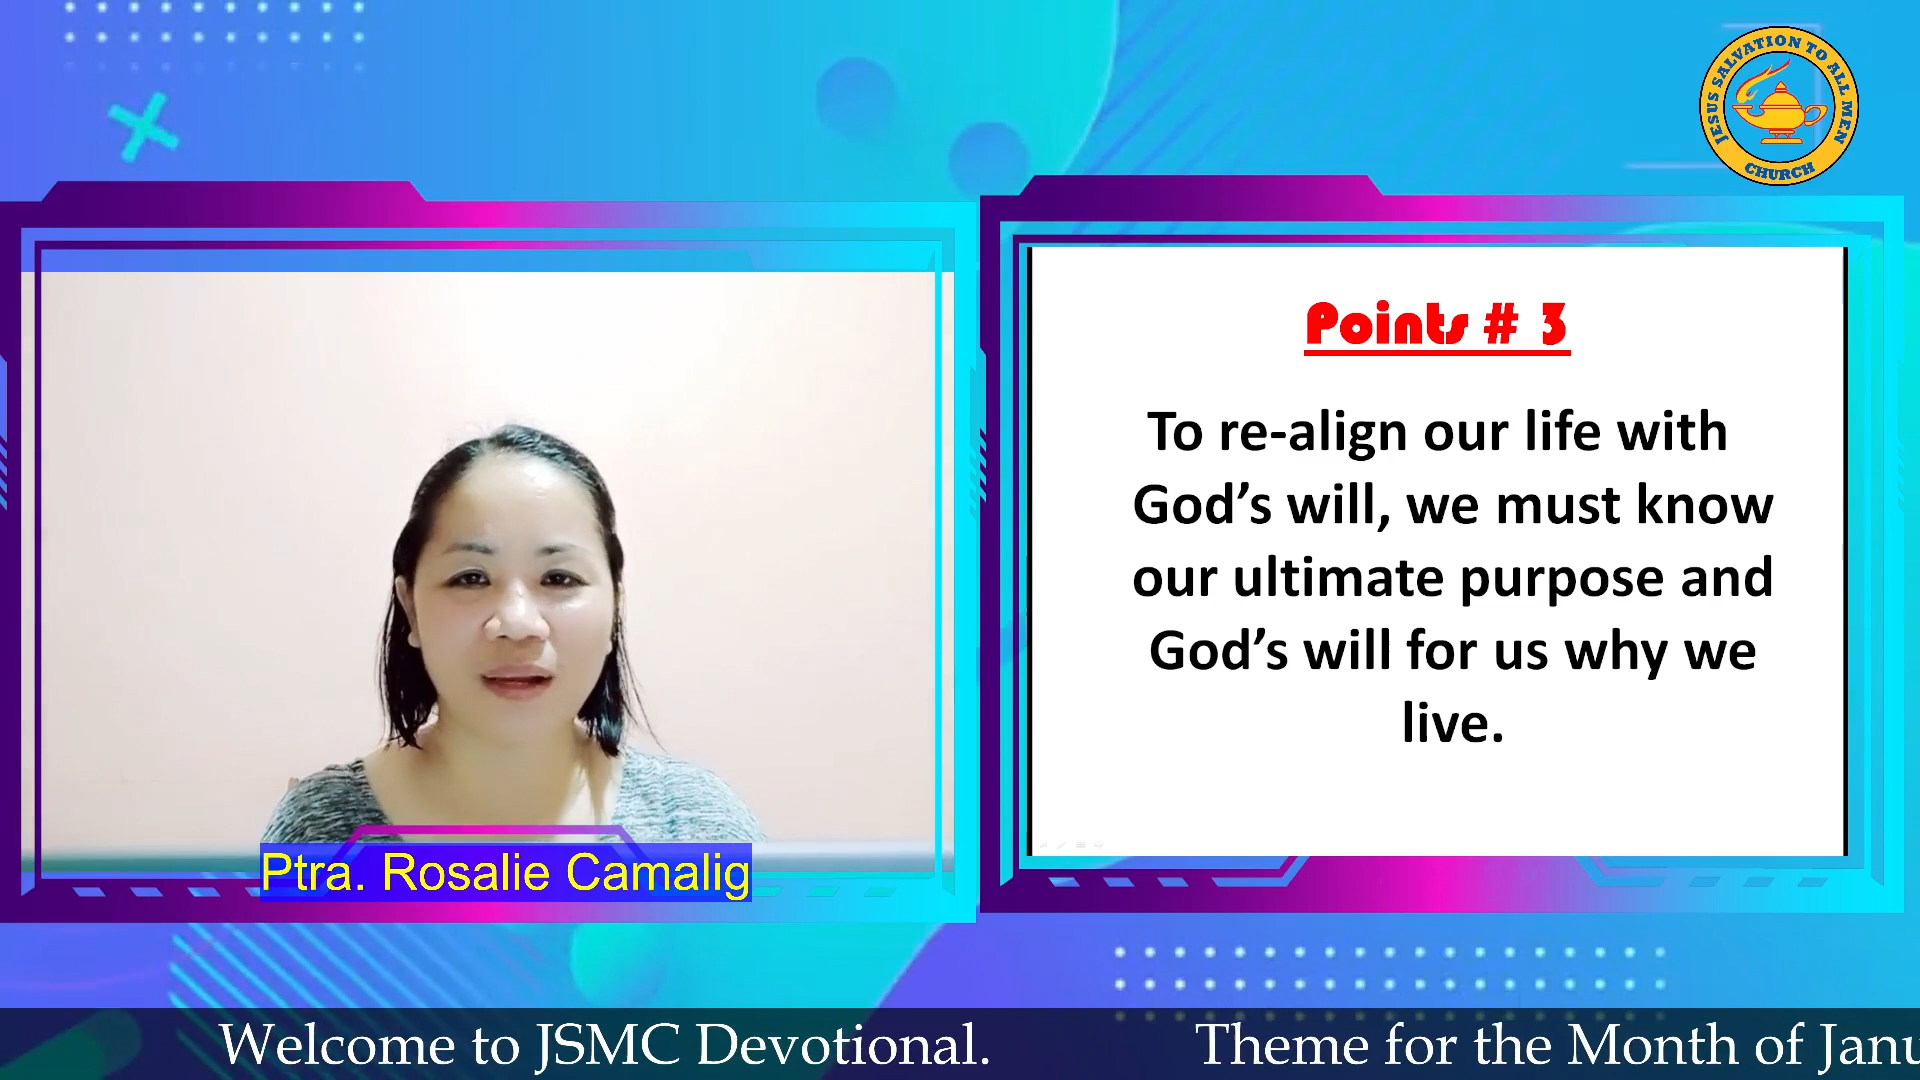 JESUS SALVATION TO ALL MEN
CHURCH
Points # 3
To re-align our life with
God’s will, we must know
our ultimate purpose and
God’s will for us why we
live.
Ptra. Rosalie Camalig
Welcome to JSMC Devotional. Theme for the Month of Janu